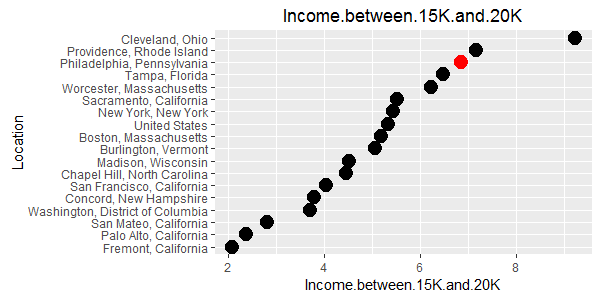 Income.between.15K.and.20K
Location
Cleveland, Ohio
Providence, Rhode Island
Philadelphia, Pennsylvania
Tampa, Florida
Worcester, Massachusetts
Sacramento, California
New York, New York
United States
Boston, Massachusetts
Burlington, Vermont
Madison, Wisconsin
Chapel Hill, North Carolina
San Francisco, California
Concord, New Hampshire
Washington, District of Columbia
San Mateo, California
Palo Alto, California
Fremont, California
2 4 6 8
Income.between.15K.and.20K